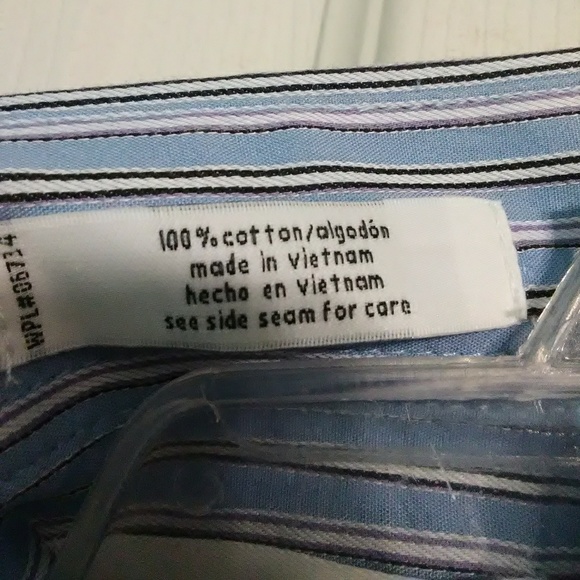 100% cotton/algodón
made in vietnam
hecho en vietnam
see side seam for care
WPL#06734